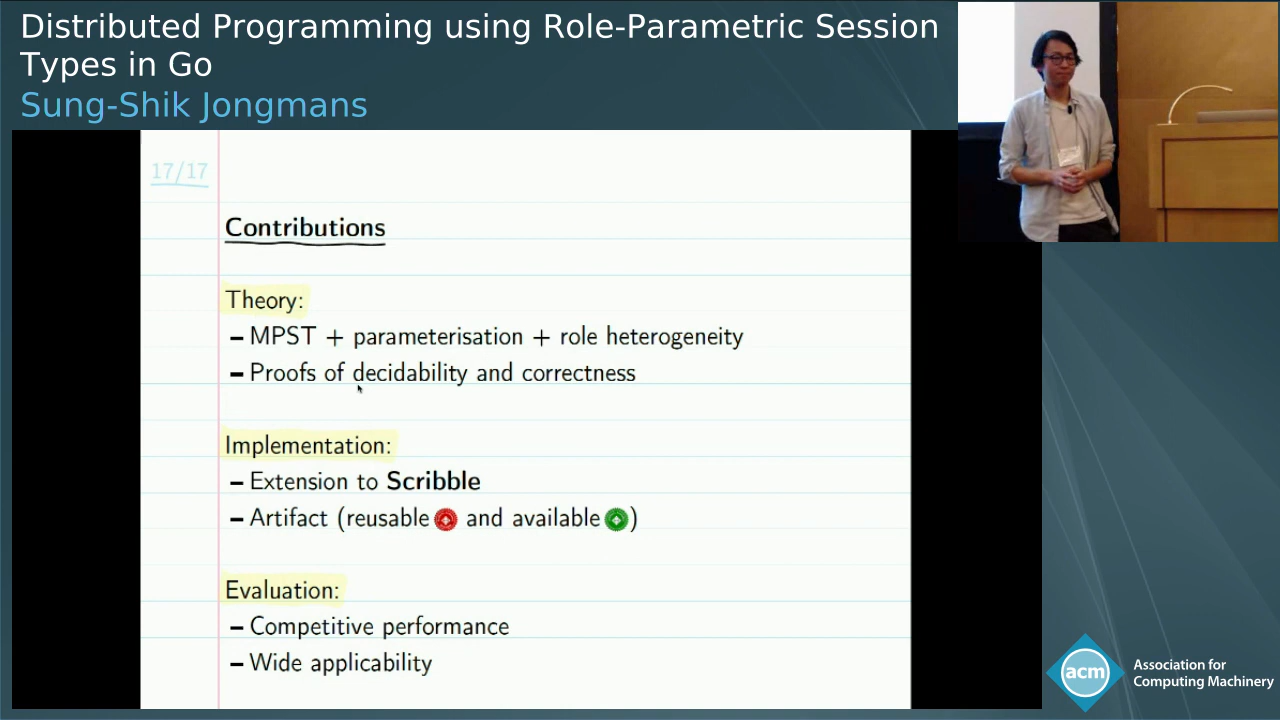 Distributed Programming using Role-Parametric Session
Types in Go
Sung-Shik Jongmans
17/17
Contributions
Theory:
– MPST + parameterisation + role heterogeneity
– Proofs of decidability and correctness
Implementation:
– Extension to Scribble
– Artifact (reusable and available)
Evaluation:
– Competitive performance
– Wide applicability
acm
Association for
Computing Machinery